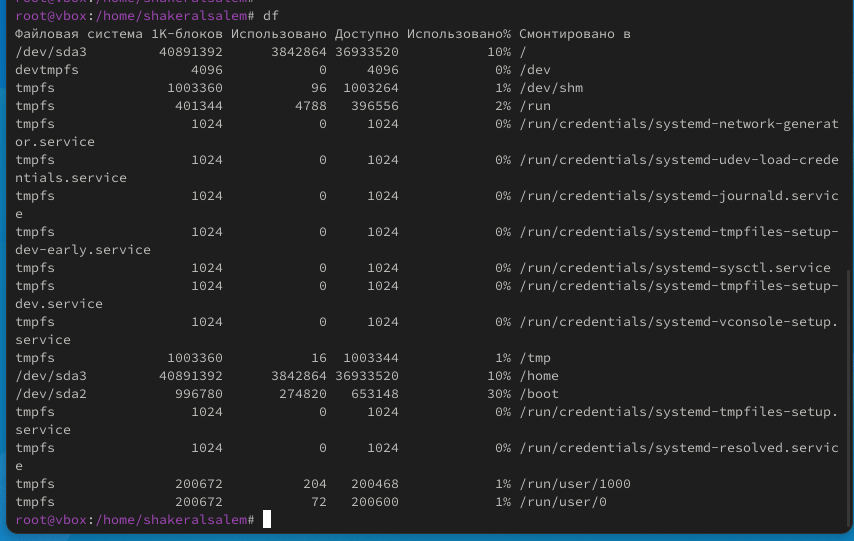 root@vbox:/home/shakeralsalem# df
Файловая система 1K-блоков Использовано Доступно Использовано% Смонтировано в
/dev/sda3 40891392 3842864 36933520 10% /
devtmpfs 4096 0 4096 0% /dev
tmpfs 1003360 96 1003264 1% /dev/shm
tmpfs 401344 4788 396556 2% /run
tmpfs 1024 0 1024 0% /run/credentials/systemd-network-generat
or.service
tmpfs 1024 0 1024 0% /run/credentials/systemd-udev-load-crede
ntials.service
tmpfs 1024 0 1024 0% /run/credentials/systemd-journald.servic
e
tmpfs 1024 0 1024 0% /run/credentials/systemd-tmpfiles-setup-
dev-early.service
tmpfs 1024 0 1024 0% /run/credentials/systemd-sysctl.service
tmpfs 1024 0 1024 0% /run/credentials/systemd-tmpfiles-setup-
dev.service
tmpfs 1024 0 1024 0% /run/credentials/systemd-vconsole-setup.
service
tmpfs 1003360 16 1003344 1% /tmp
/dev/sda3 40891392 3842864 36933520 10% /home
/dev/sda2 996780 274820 653148 30% /boot
tmpfs 1024 0 1024 0% /run/credentials/systemd-tmpfiles-setup.
service
tmpfs 1024 0 1024 0% /run/credentials/systemd-resolved.servic
e
tmpfs 200672 204 200468 1% /run/user/1000
tmpfs 200672 72 200600 1% /run/user/0
root@vbox:/home/shakeralsalem#